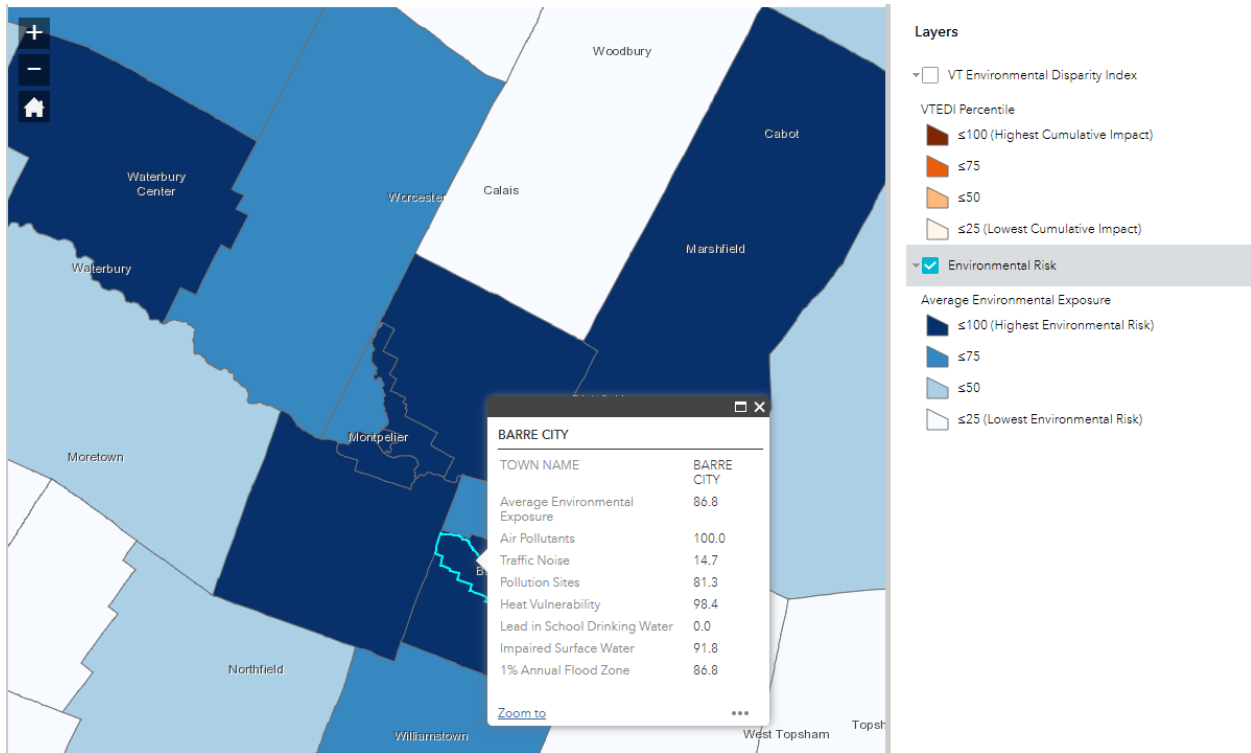 +
−
Woodbury
Cabot
Waterbury
Center
Worcester
Calais
Marshfield
Waterbury
Montpelier
Moretown
Northfield
Williamstown
West Topsham
BARRE CITY
TOWN NAME BARRE
CITY
Average Environmental 86.8
Exposure
Air Pollutants 100.0
Traffic Noise 14.7
Pollution Sites 81.3
Heat Vulnerability 98.4
Lead in School Drinking Water 0.0
Impaired Surface Water 91.8
1% Annual Flood Zone 86.8
Zoom to
Layers
VT Environmental Disparity Index
VTEDI Percentile
≤100 (Highest Cumulative Impact)
≤75
≤50
≤25 (Lowest Cumulative Impact)
Environmental Risk
Average Environmental Exposure
≤100 (Highest Environmental Risk)
≤75
≤50
≤25 (Lowest Environmental Risk)